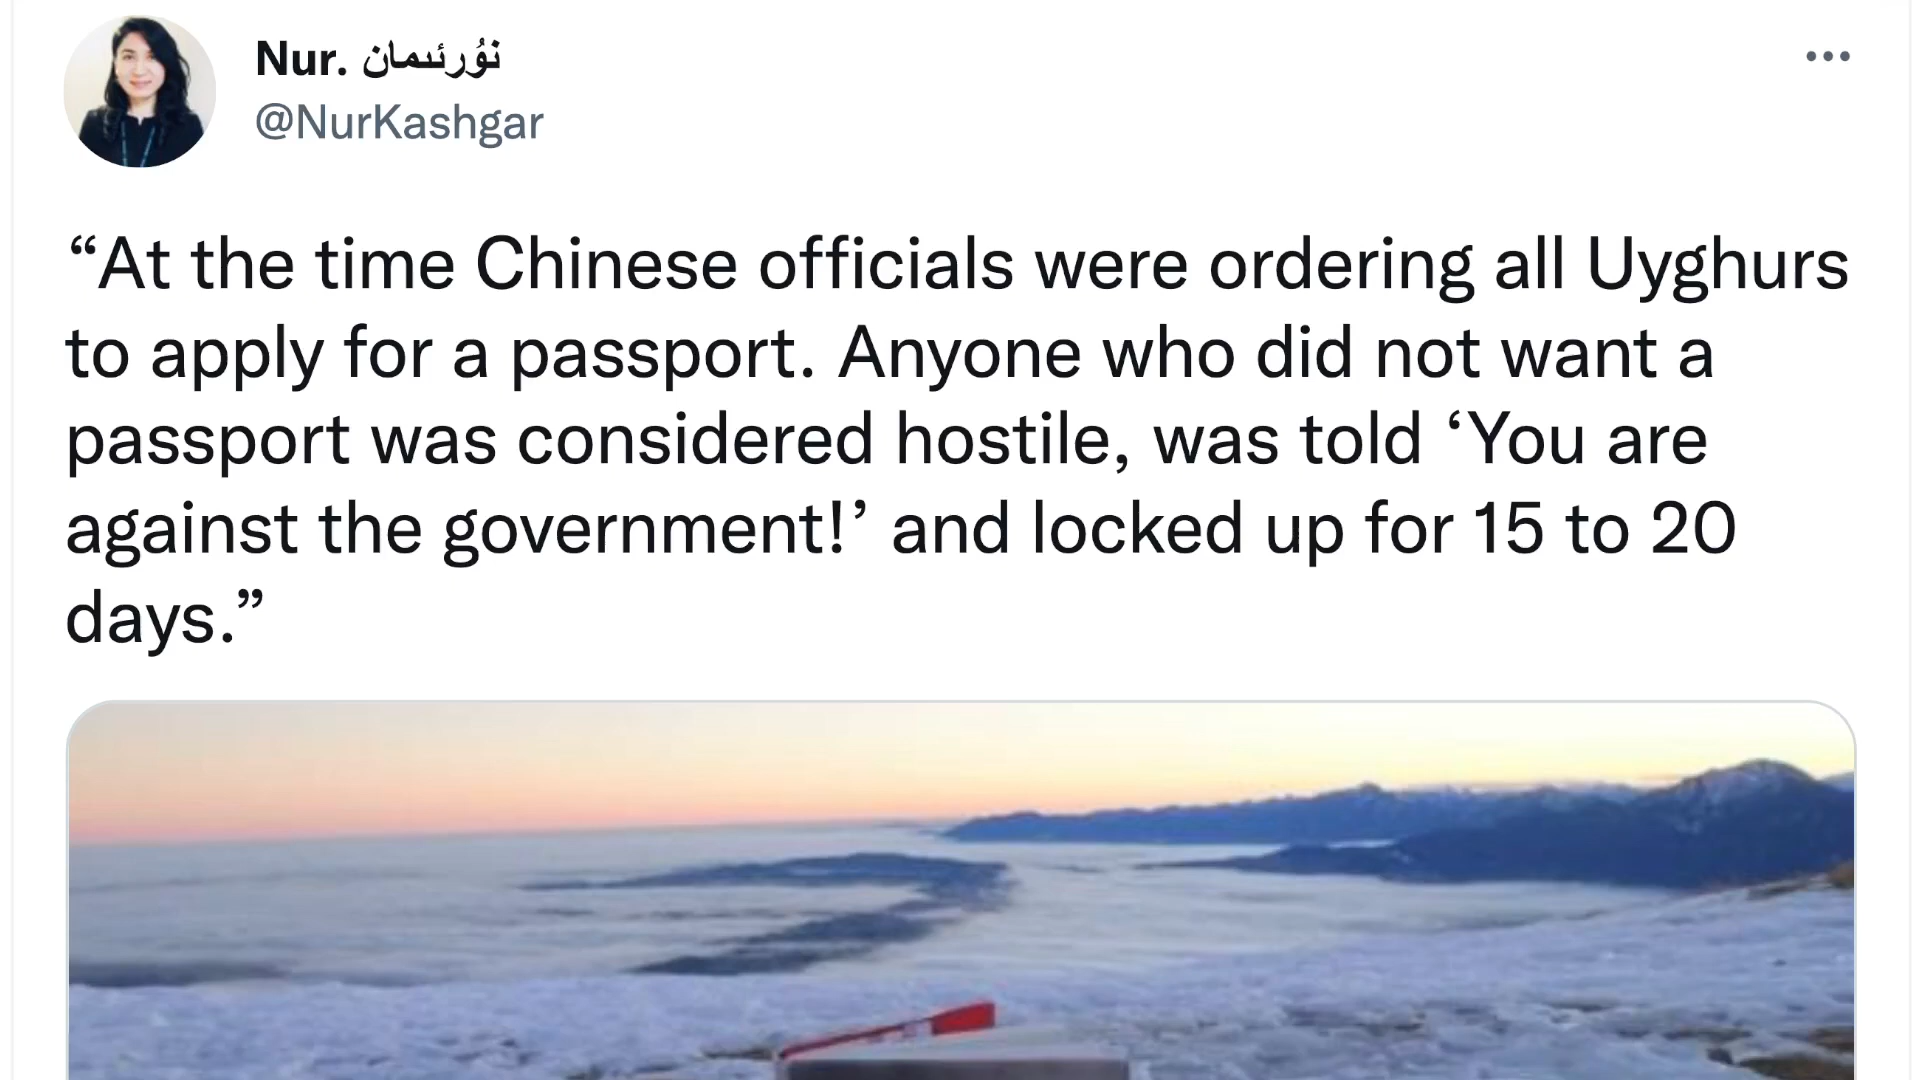 Nur. نۇرئىمان
@NurKashgar
“At the time Chinese officials were ordering all Uyghurs
to apply for a passport. Anyone who did not want a
passport was considered hostile, was told ‘You are
against the government!’ and locked up for 15 to 20
days.”